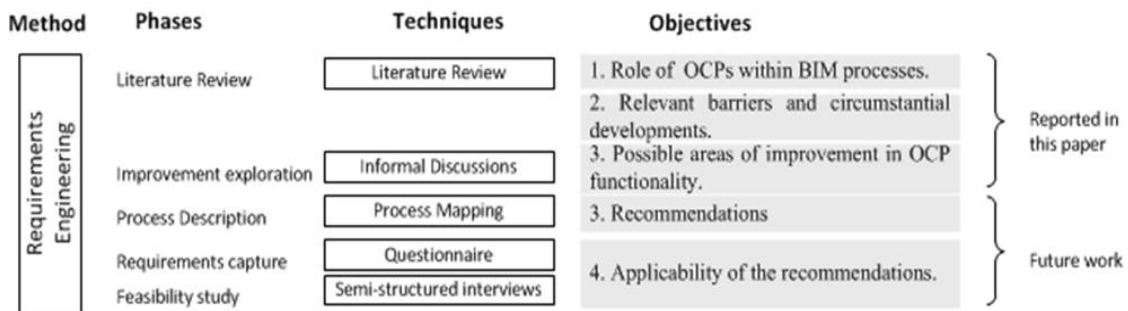 Method Phases Techniques Objectives
Requirements
Engineering
Literature Review
Literature Review
1. Role of OCPs within BIM processes.
2. Relevant barriers and circumstantial
developments.
Improvement exploration
Informal Discussions
3. Possible areas of improvement in OCP
functionality.
Reported in
this paper
Process Description
Process Mapping
3. Recommendations
Requirements capture
Questionnaire
Feasibility study
Semi-structured interviews
4. Applicability of the recommendations.
Future work